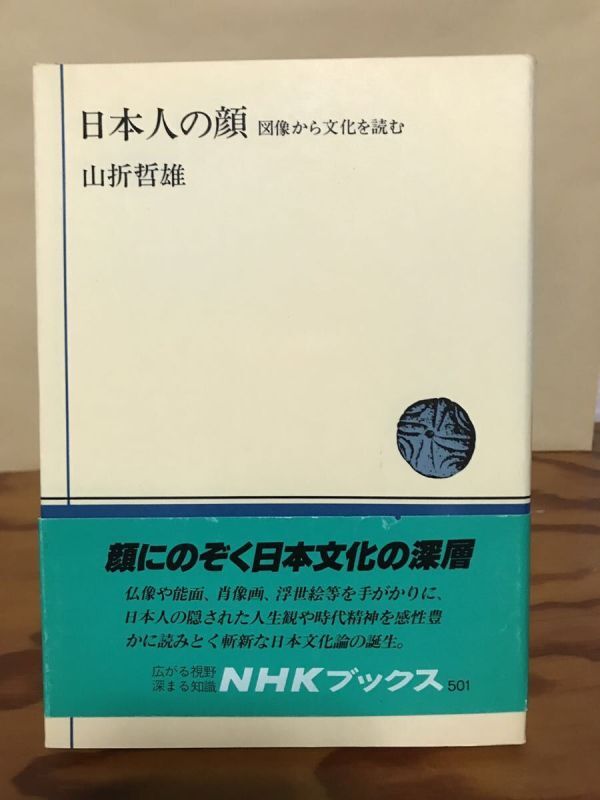 日本人の顔 図像から文化を読む
山折哲雄
顔にのぞく日本文化の深層
仏像や能面、肖像画、浮世絵等を手がかりに、
日本人の隠された人生観や時代精神を感性豊
かに読みとく斬新な日本文化論の誕生。
広がる視野
深まる知識
NHKブックス 501